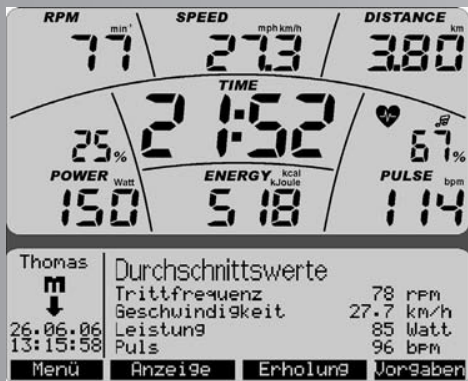 RPM SPEED DISTANCE
min⁻¹ mph km/h km
77 27.3 3.80
TIME
21:52
25% 67%
POWER Watt ENERGY kcal kJoule PULSE bpm
150 518 114
Thomas Durchschnittswerte
m Trittfrequenz 78 rpm
Geschwindigkeit 27.7 km/h
26.06.06 Leistung 85 Watt
13:15:58 Puls 96 bpm
Menü Anzeige Erholung Vorgaben